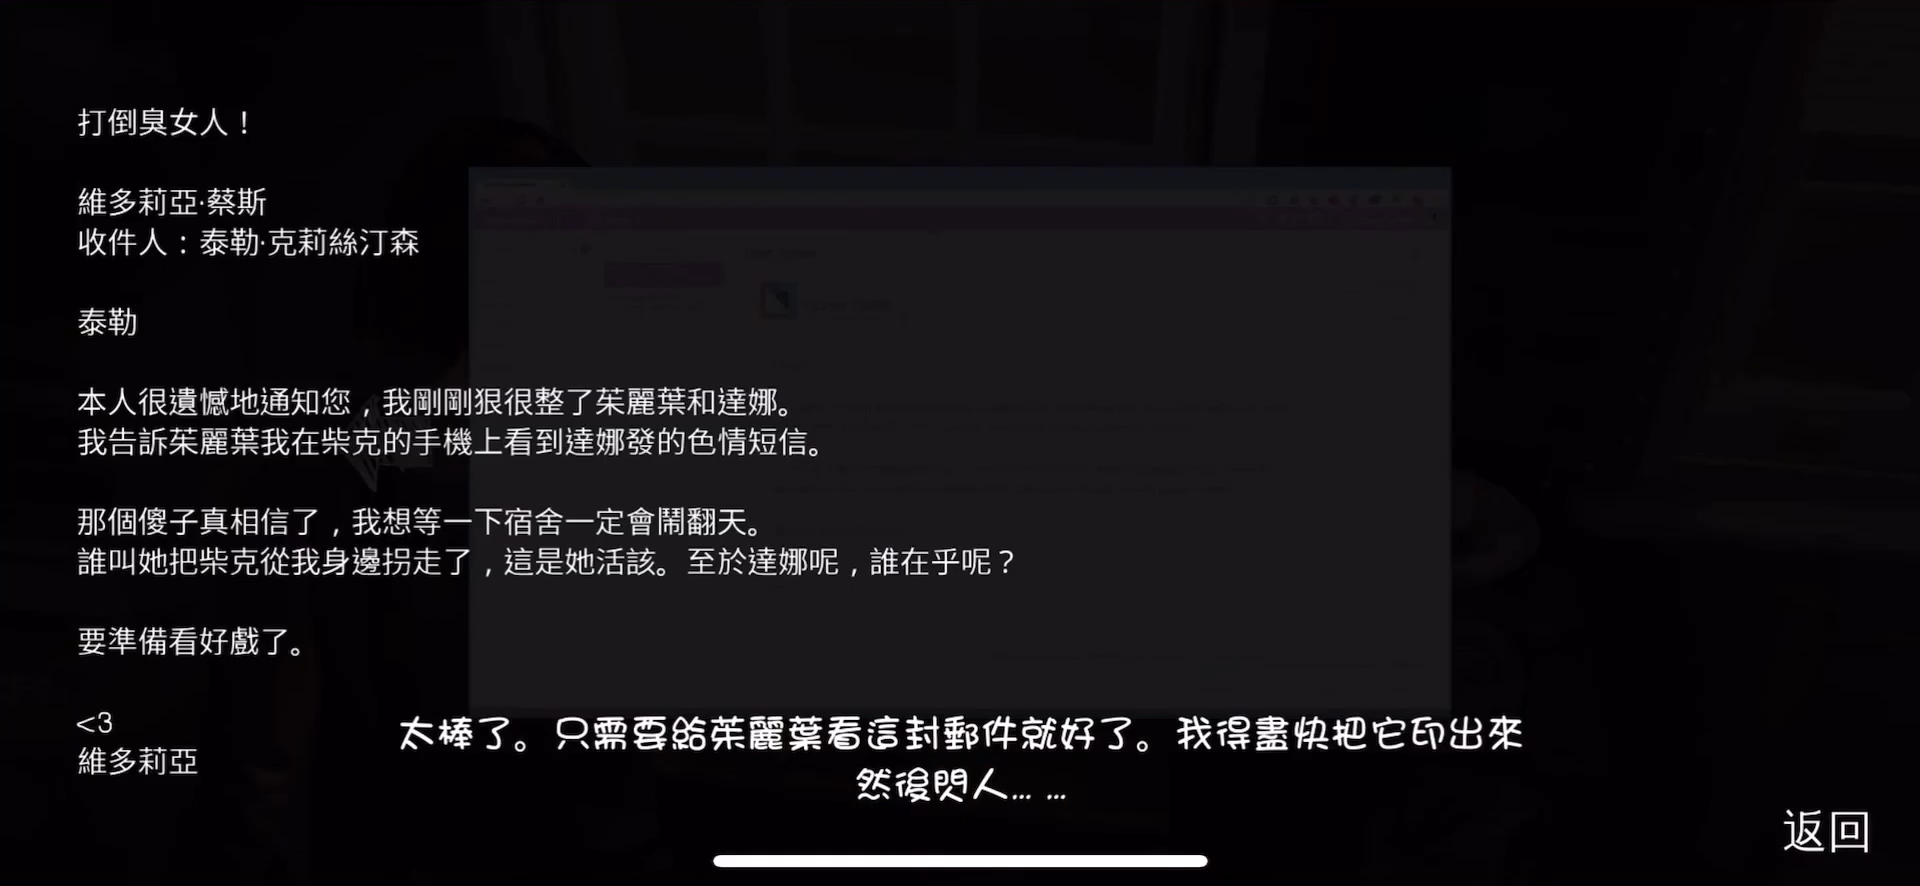 打倒臭女人！
維多莉亞·蔡斯
收件人：泰勒·克莉絲汀森
泰勒
本人很遺憾地通知您，我剛剛狠很整了茱麗葉和達娜。
我告訴茱麗葉我在柴克的手機上看到達娜發的色情短信。
那個傻子真相信了，我想等一下宿舍一定會鬧翻天。
誰叫她把柴克從我身邊拐走了，這是她活該。至於達娜呢，誰在乎呢？
要準備看好戲了。
<3
維多莉亞
太棒了。只需要給茱麗葉看這封郵件就好了。我得盡快把它印出來
然後閃人... ...
返回